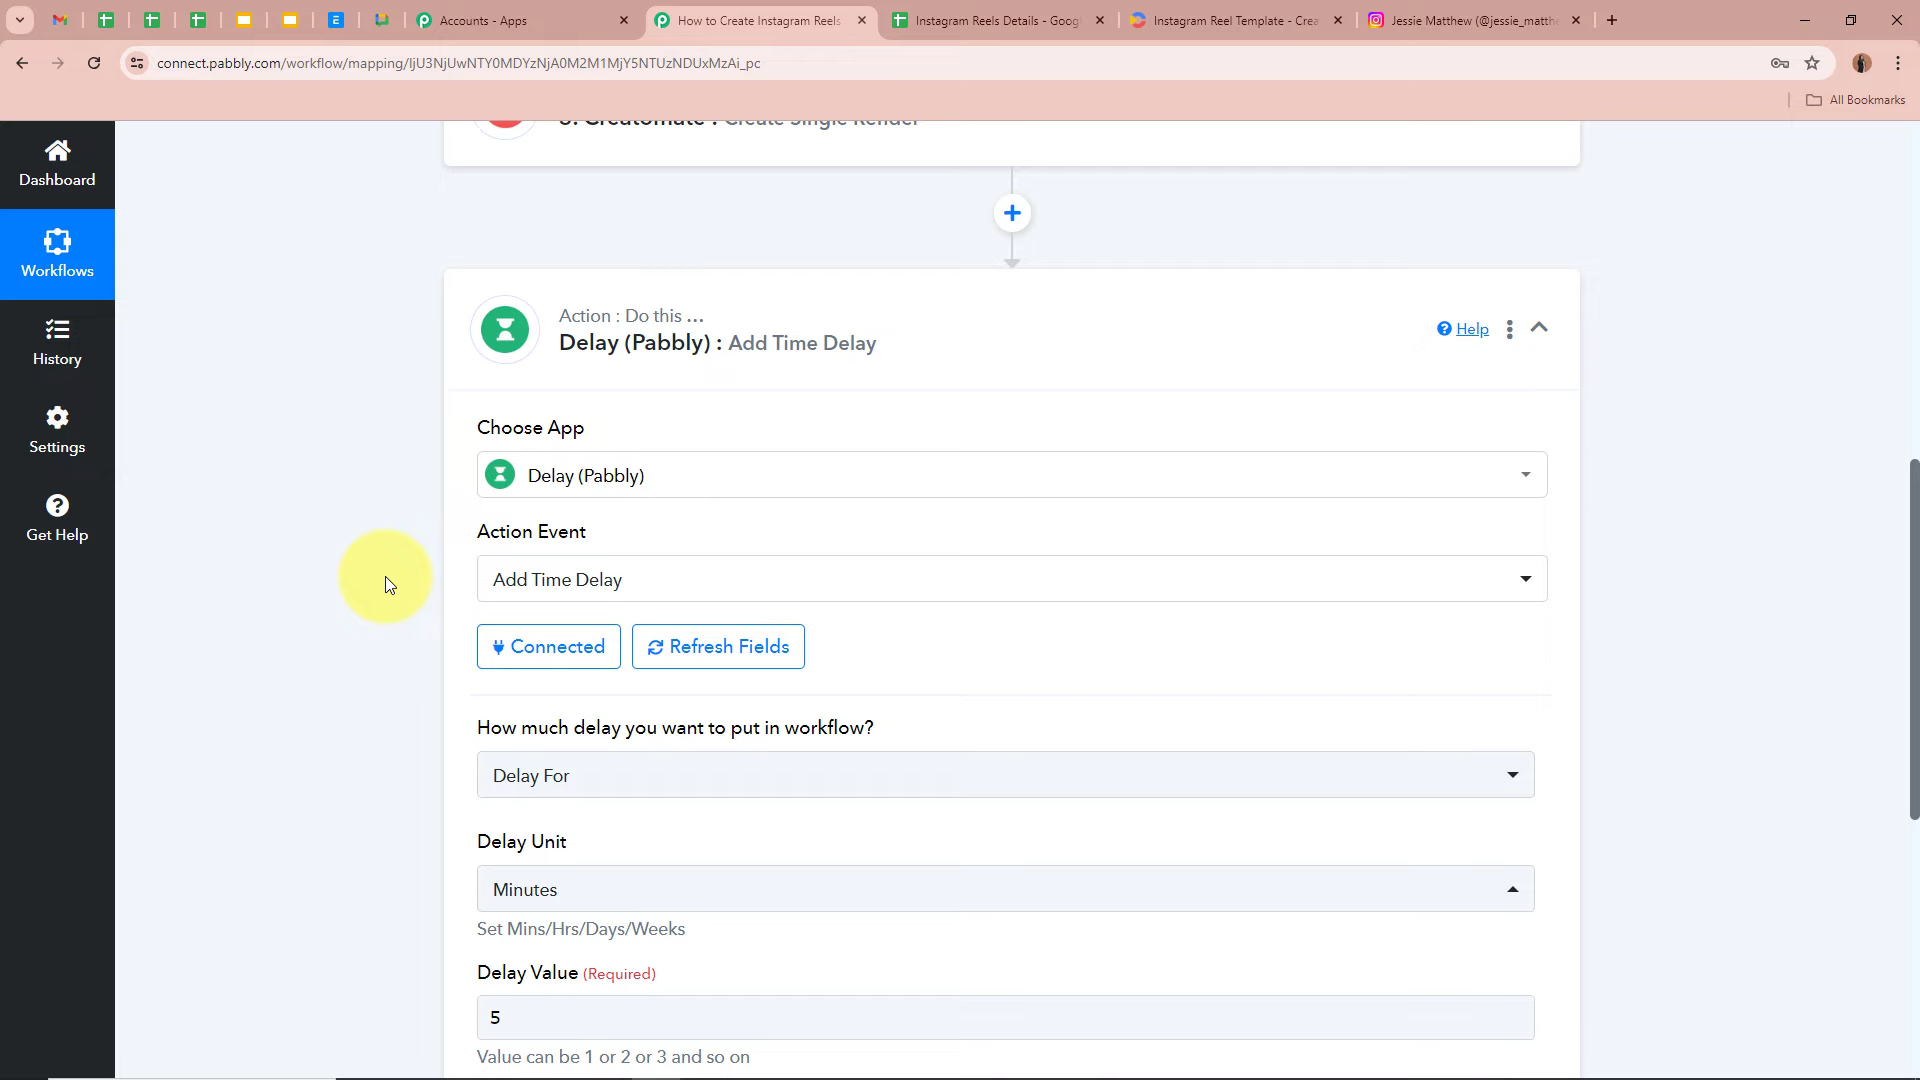 Accounts - Apps
How to Create Instagram Reels
Instagram Reels Details - Goog
Instagram Reel Template - Crea
Jessie Matthew (@jessie_matthe
connect.pabbly.com/workflow/mapping/IjU3NjUwNTY0MDYzNjA0M2M1MjY5NTUzNDUxMzAi_pc
All Bookmarks
Dashboard
Workflows
History
Settings
Get Help
Creatomate : Create Single Render
Action : Do this ...
Delay (Pabbly) : Add Time Delay
Help
Choose App
Delay (Pabbly)
Action Event
Add Time Delay
Connected
Refresh Fields
How much delay you want to put in workflow?
Delay For
Delay Unit
Minutes
Set Mins/Hrs/Days/Weeks
Delay Value (Required)
5
Value can be 1 or 2 or 3 and so on